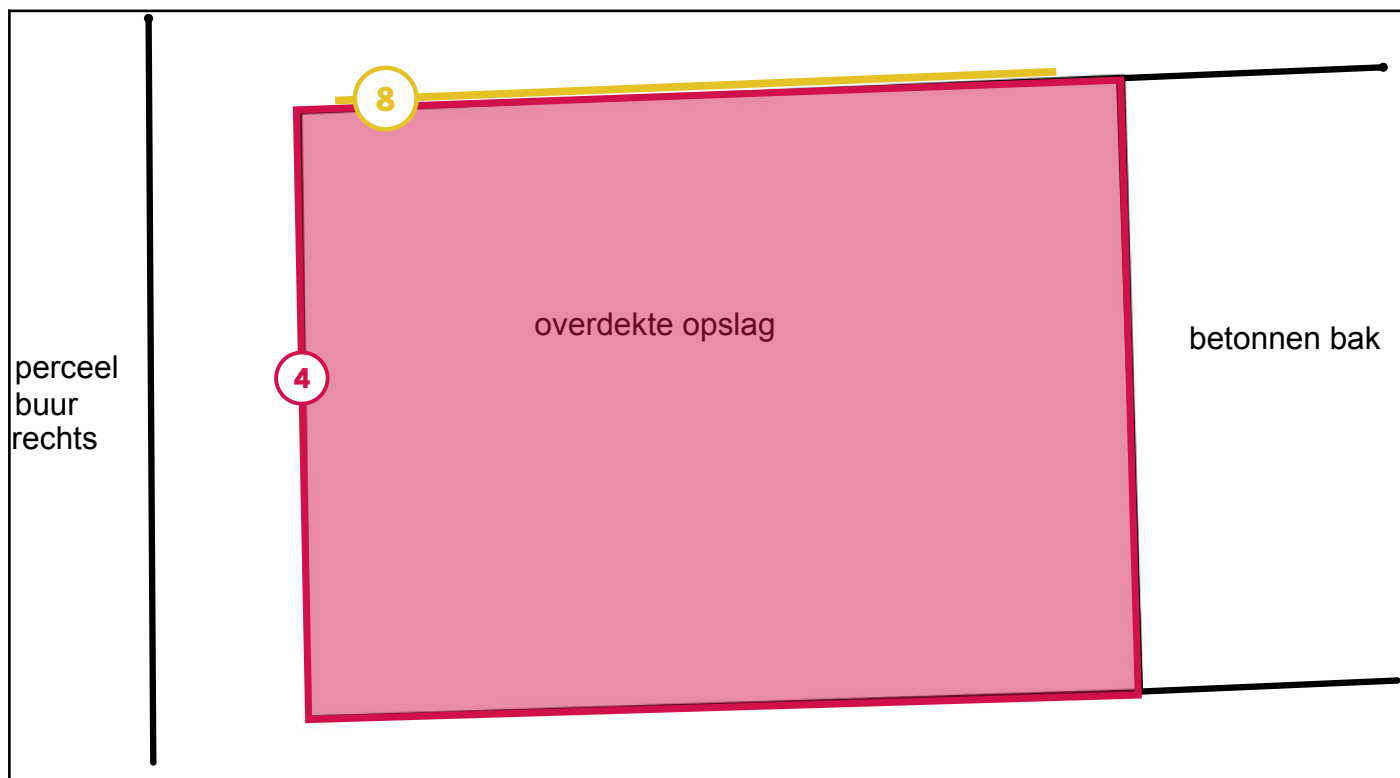 8
overdekte opslag
betonnen bak
perceel
buur
rechts
4